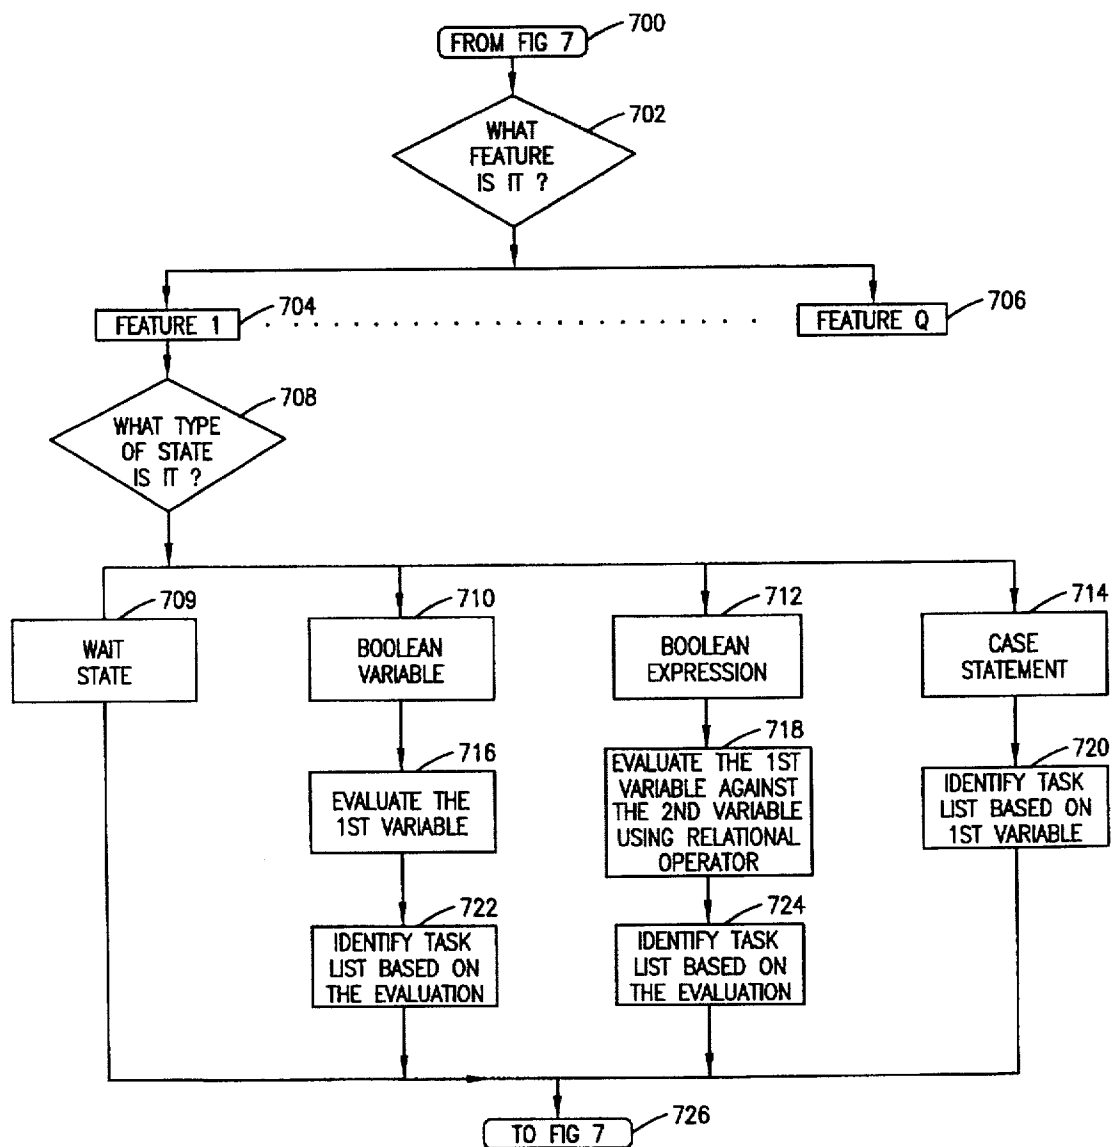 FROM FIG 7
700
WHAT
FEATURE
IS IT ?
702
FEATURE 1
704
FEATURE Q
706
WHAT TYPE
OF STATE
IS IT ?
708
709
WAIT
STATE
710
BOOLEAN
VARIABLE
712
BOOLEAN
EXPRESSION
714
CASE
STATEMENT
716
EVALUATE THE
1ST VARIABLE
718
EVALUATE THE 1ST
VARIABLE AGAINST
THE 2ND VARIABLE
USING RELATIONAL
OPERATOR
720
IDENTIFY TASK
LIST BASED ON
1ST VARIABLE
722
IDENTIFY TASK
LIST BASED ON
THE EVALUATION
724
IDENTIFY TASK
LIST BASED ON
THE EVALUATION
TO FIG 7
726